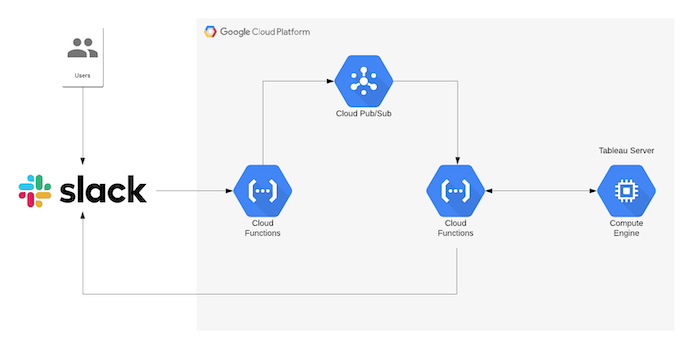 Google Cloud Platform
Users
Cloud Pub/Sub
Tableau Server
slack
Cloud
Functions
Cloud
Functions
Compute
Engine